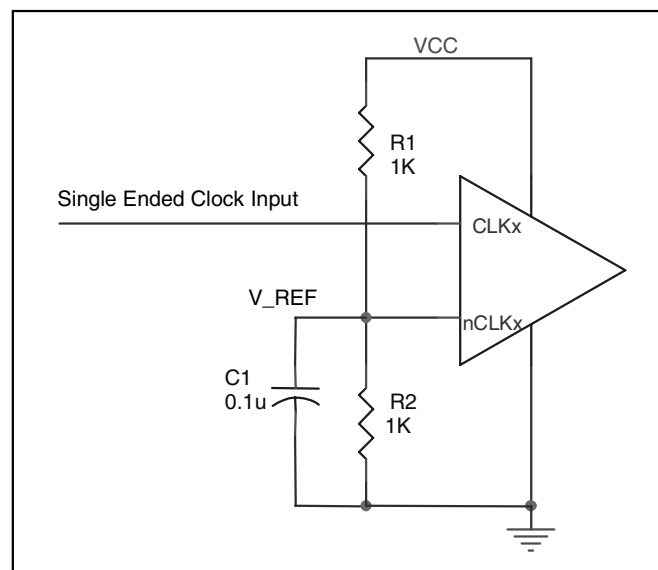 VCC
R1
1K
Single Ended Clock Input
CLKx
V_REF
nCLKx
C1
0.1u
R2
1K